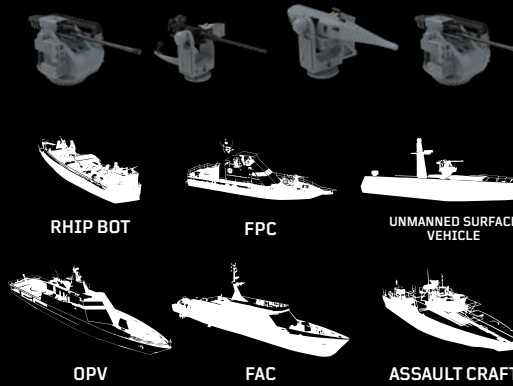 RHIP BOT
FPC
UNMANNED SURFACE
VEHICLE
OPV
FAC
ASSAULT CRAFT